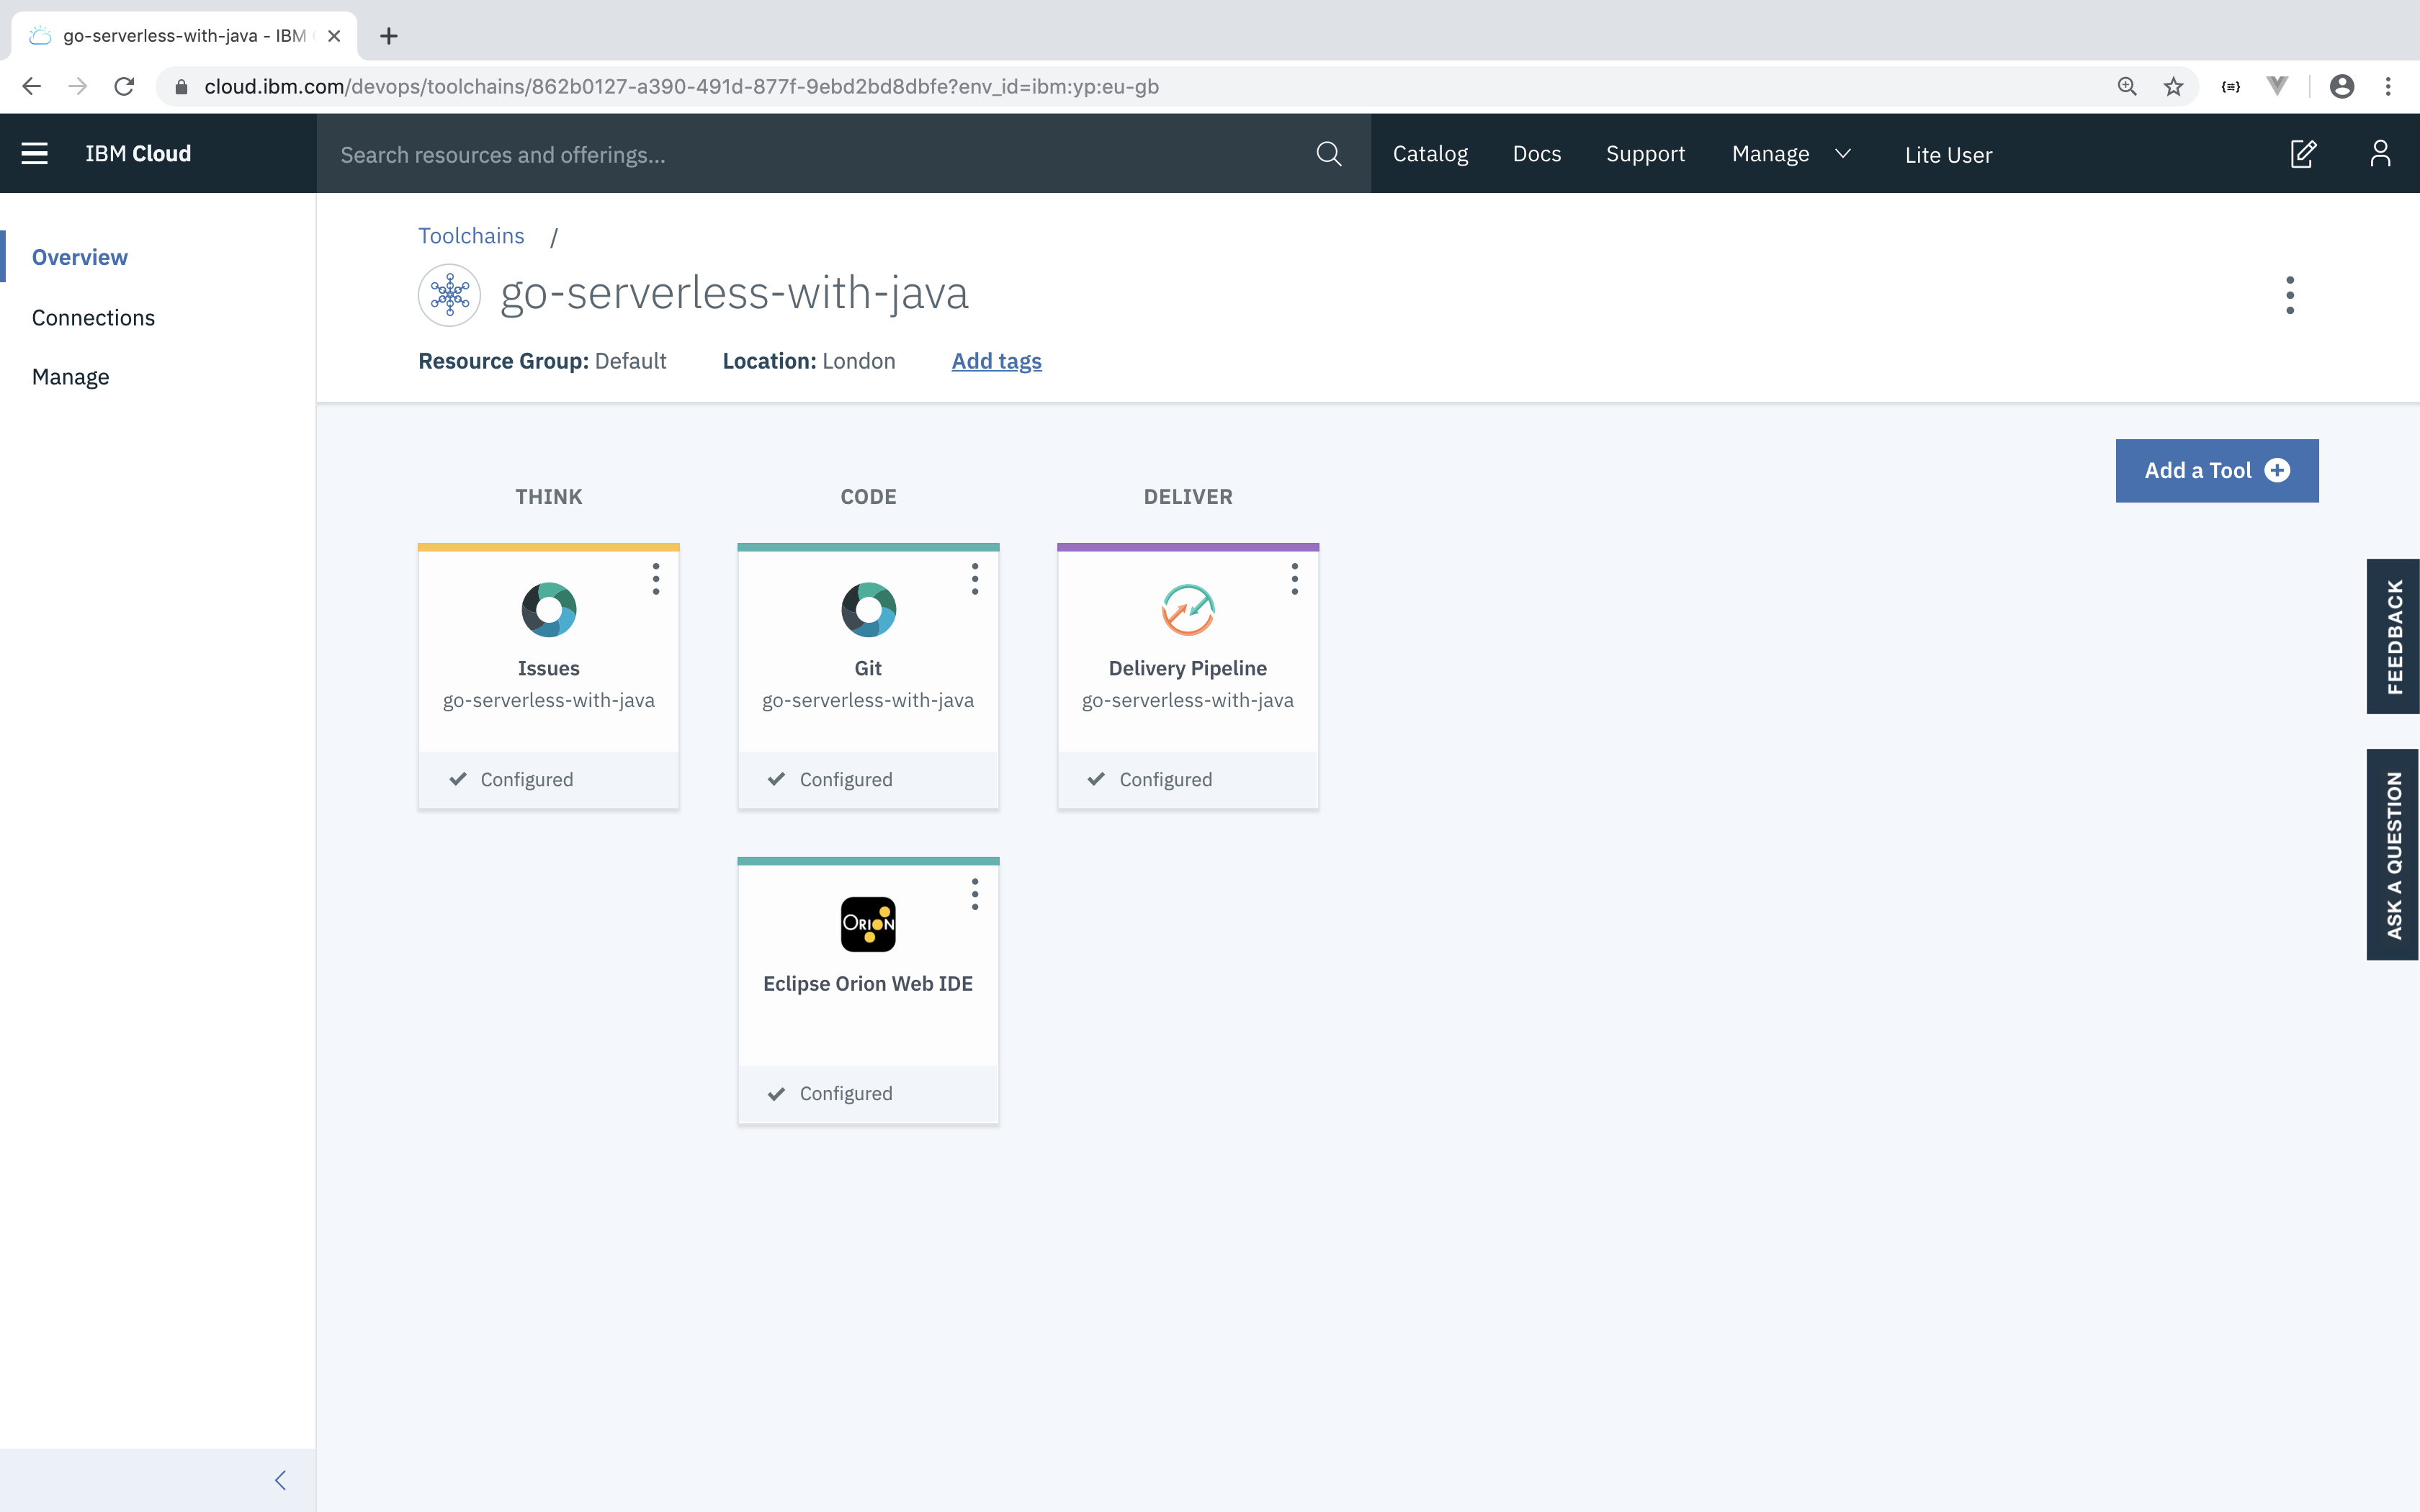 go-serverless-with-java - IBM
cloud.ibm.com/devops/toolchains/862b0127-a390-491d-877f-9ebd2bd8dbfe?env_id=ibm:yp:eu-gb
IBM Cloud
Search resources and offerings...
Catalog
Docs
Support
Manage
Lite User
Overview
Connections
Manage
Toolchains /
go-serverless-with-java
Resource Group: Default
Location: London
Add tags
Add a Tool
THINK
CODE
DELIVER
Issues
go-serverless-with-java
Configured
Git
go-serverless-with-java
Configured
Delivery Pipeline
go-serverless-with-java
Configured
ORION
Eclipse Orion Web IDE
Configured
FEEDBACK
ASK A QUESTION